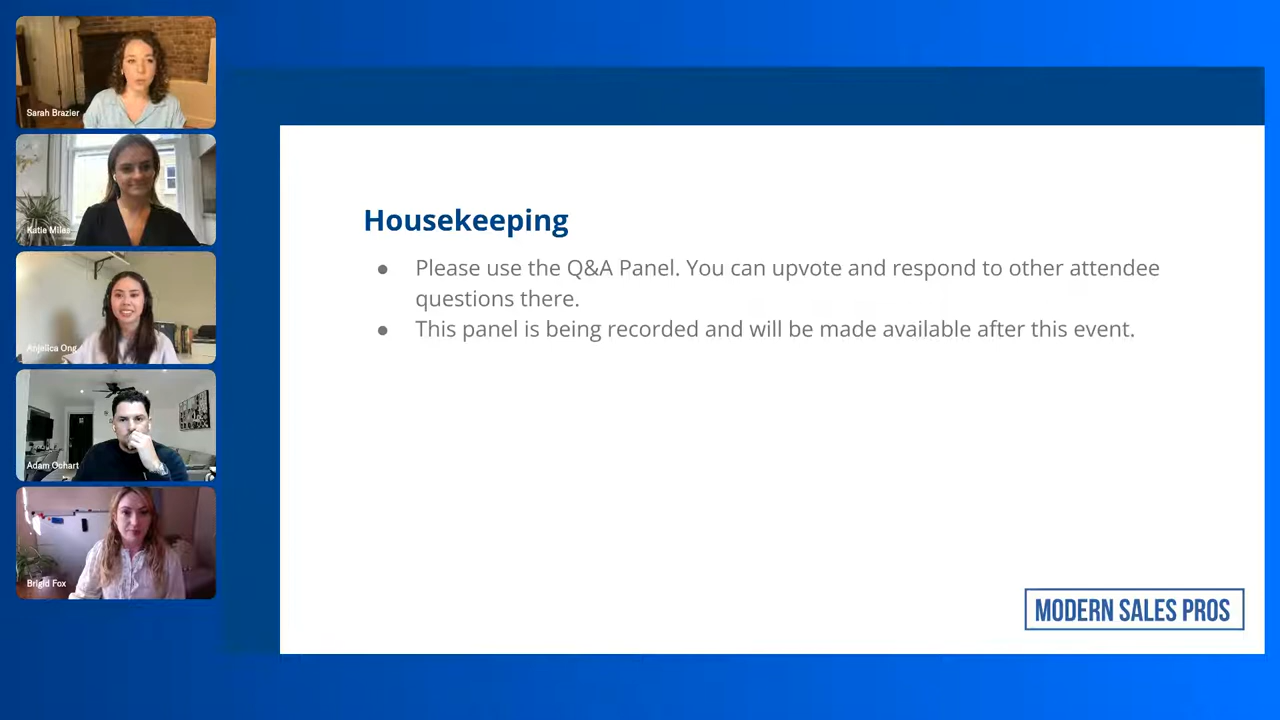 Sarah Brazier
Katie Miles
Anjelica Ong
Adam Ochart
Brigid Fox
Housekeeping
● Please use the Q&A Panel. You can upvote and respond to other attendee
questions there.
● This panel is being recorded and will be made available after this event.
MODERN SALES PROS